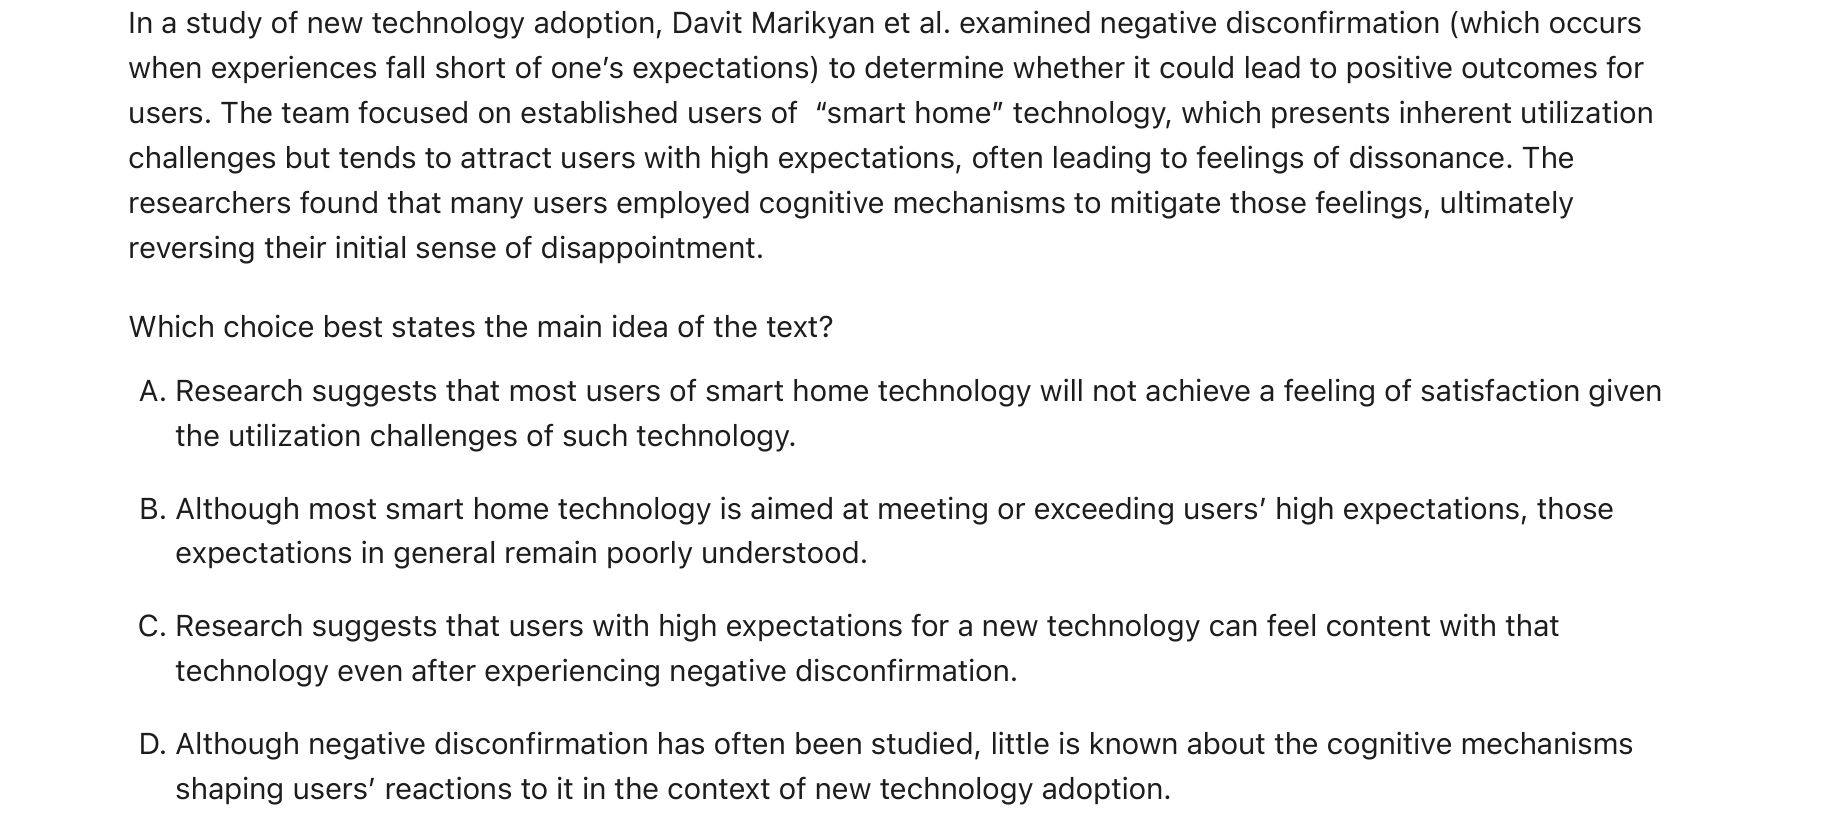 In a study of new technology adoption, Davit Marikyan et al. examined negative disconfirmation (which occurs
when experiences fall short of one’s expectations) to determine whether it could lead to positive outcomes for
users. The team focused on established users of “smart home” technology, which presents inherent utilization
challenges but tends to attract users with high expectations, often leading to feelings of dissonance. The
researchers found that many users employed cognitive mechanisms to mitigate those feelings, ultimately
reversing their initial sense of disappointment.
Which choice best states the main idea of the text?
A. Research suggests that most users of smart home technology will not achieve a feeling of satisfaction given
the utilization challenges of such technology.
B. Although most smart home technology is aimed at meeting or exceeding users’ high expectations, those
expectations in general remain poorly understood.
C. Research suggests that users with high expectations for a new technology can feel content with that
technology even after experiencing negative disconfirmation.
D. Although negative disconfirmation has often been studied, little is known about the cognitive mechanisms
shaping users’ reactions to it in the context of new technology adoption.